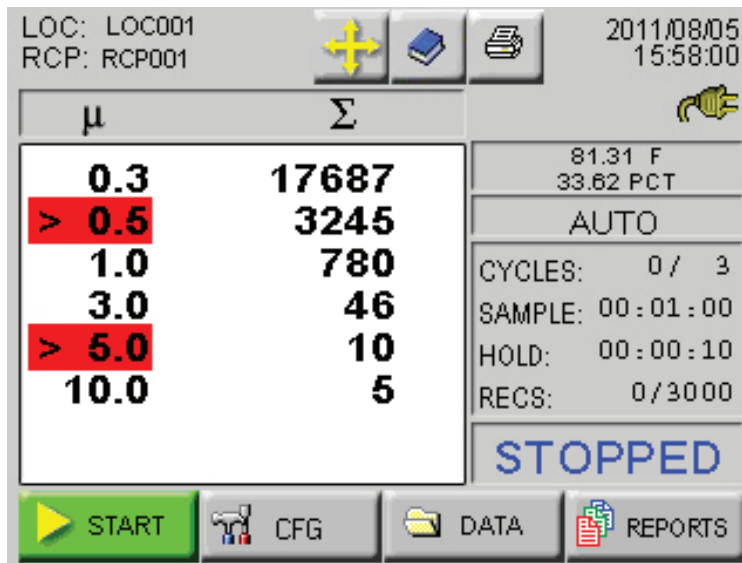 LOC: LOC001
RCP: RCP001
2011/08/05
15:58:00
µ Σ
0.3 17687
> 0.5 3245
1.0 780
3.0 46
> 5.0 10
10.0 5
81.31 F
33.62 PCT
AUTO
CYCLES: 0/ 3
SAMPLE: 00:01:00
HOLD: 00:00:10
RECS: 0/3000
STOPPED
START CFG DATA REPORTS